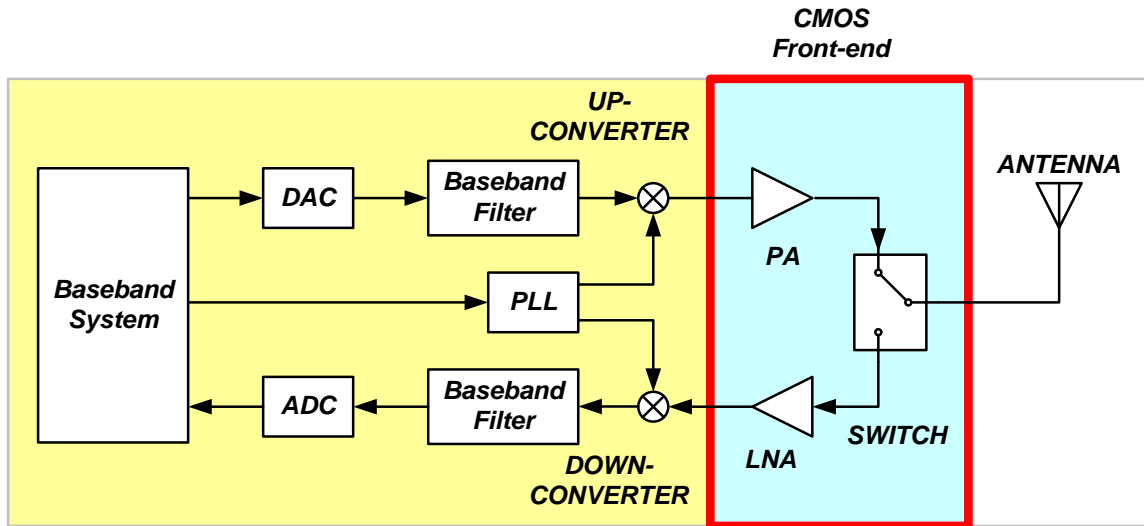 CMOS
Front-end
UP-
CONVERTER
ANTENNA
DAC
Baseband
Filter
PA
Baseband
System
PLL
ADC
Baseband
Filter
LNA
SWITCH
DOWN-
CONVERTER